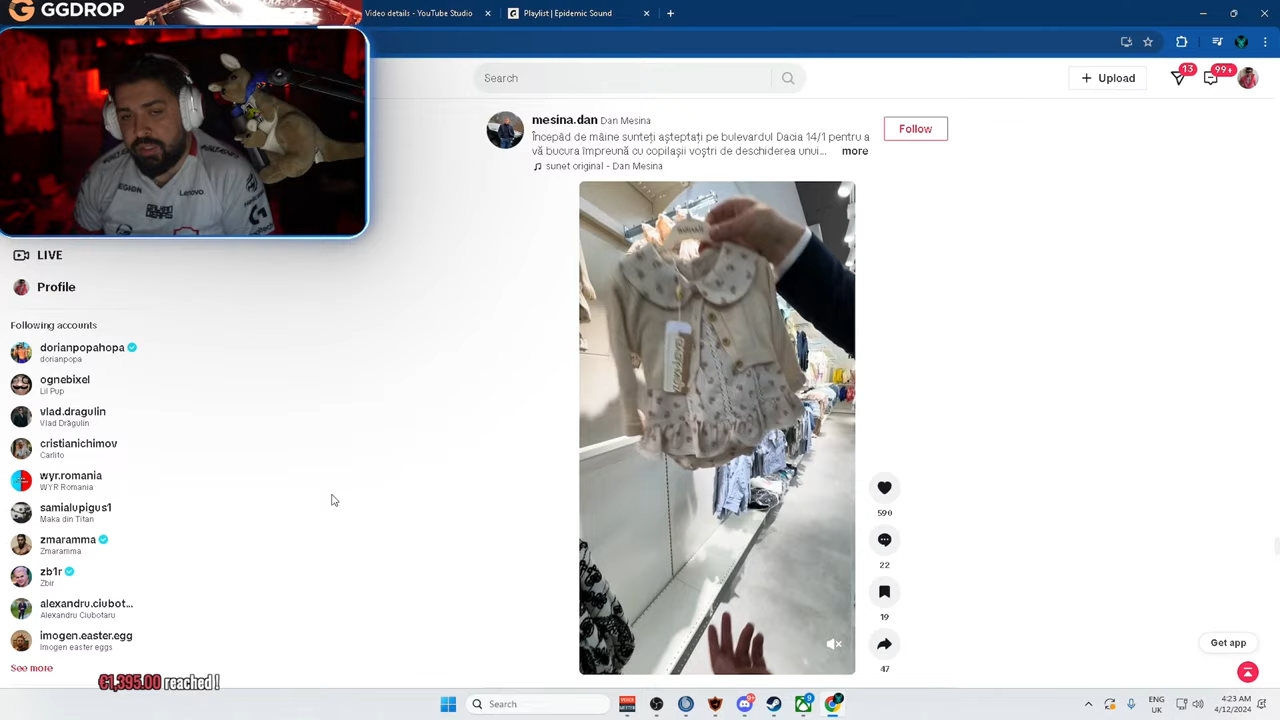 GGDROP
Video details - YouTube Studio
Playlist | Epidemic Sound
Search
Upload
13
99+
mesina.dan Dan Mesina
Începâd de mâine sunteți așteptați pe bulevardul Dacia 14/1 pentru a
vă bucura împreună cu copilașii voștri de deschiderea unui... more
sunet original - Dan Mesina
Follow
EGION
Lenovo
G
LIVE
Profile
Following accounts
dorianpopahopa
dorianpopa
ognebixel
Lil Pup
vlad.dragulin
Vlad Drăgulin
cristianichimov
Carlito
wyr.romania
WYR Romania
samialupigus1
Maka din Titan
zmaramma
Zmaramma
zb1r
Zbir
alexandru.ciubot...
Alexandru Ciubotaru
imogen.easter.egg
Imogen easter eggs
See more
590
22
19
47
Get app
€1,395.00 reached !
Search
9
ENG
UK
4:23 AM
4/12/2024